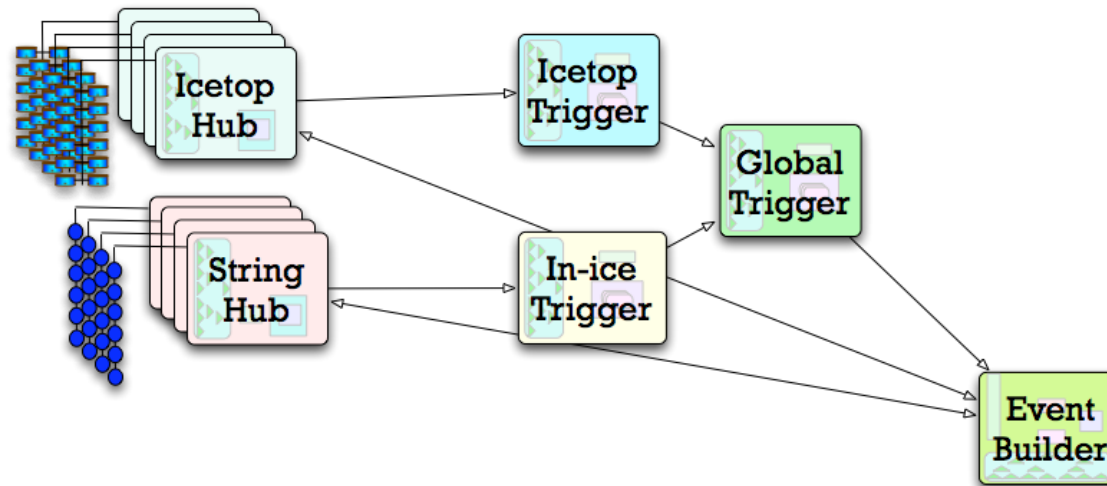 Icetop
Hub
Icetop
Trigger
Global
Trigger
String
Hub
In-ice
Trigger
Event
Builder